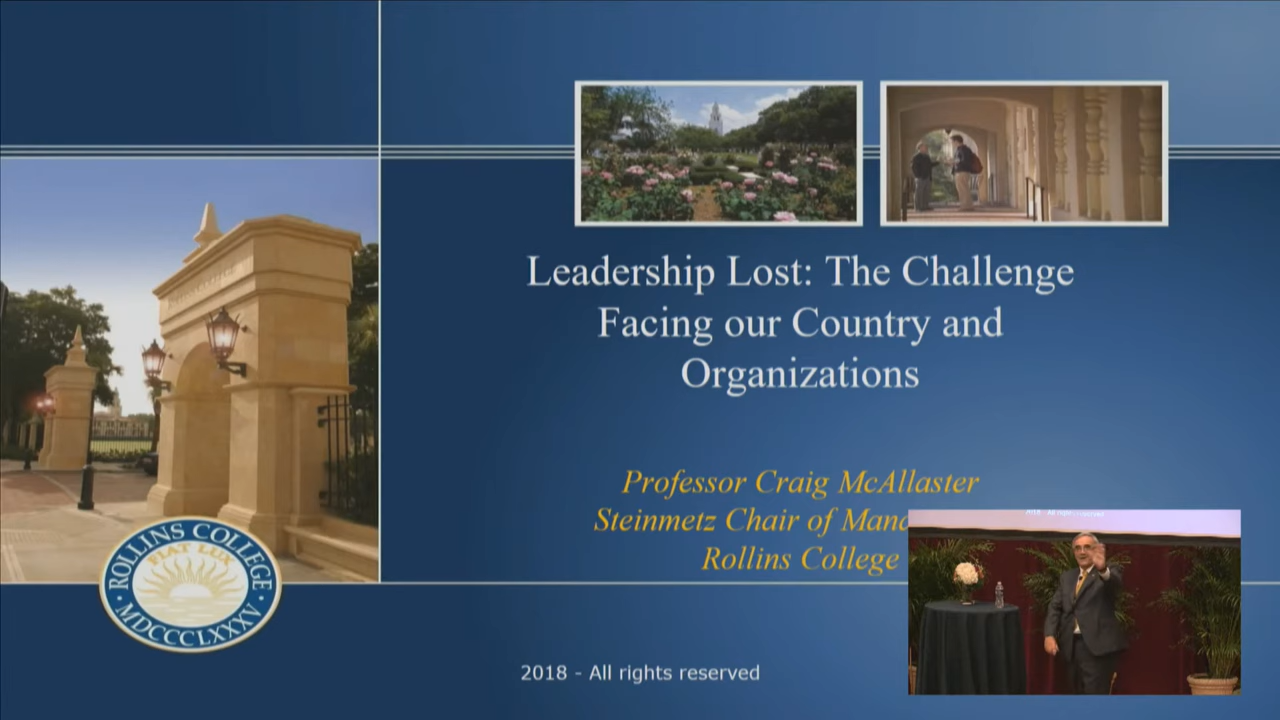 Leadership Lost: The Challenge
Facing our Country and
Organizations
Professor Craig McAllaster
Steinmetz Chair of Mana
Rollins College
2018 - All rights reserved
ROLLINS COLLEGE
FIAT LUX
· MDCCCLXXXV ·